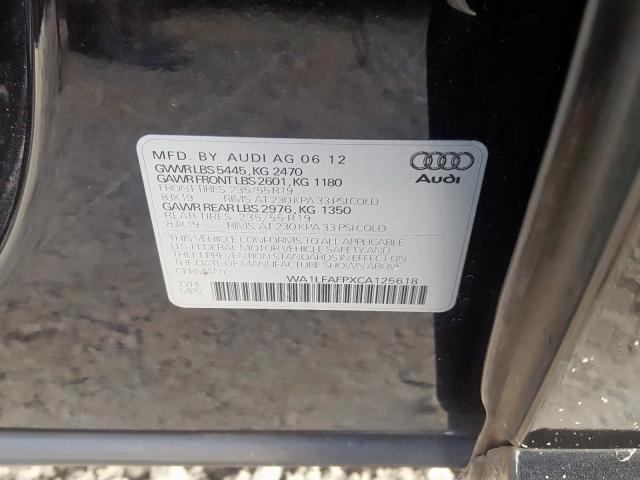 MFD. BY AUDI AG 06 12
GVWR LBS 5445, KG 2470
GAWR FRONT LBS 2601, KG 1180
FRONT TIRES 235/55 R19
8JX19 RIMS AT 230 KPA 33 PSI COLD
GAWR REAR LBS 2976, KG 1350
REAR TIRES: 235/55 R19
8JX19 RIMS AT 230 KPA 33 PSI COLD
THIS VEHICLE CONFORMS TO ALL APPLICABLE
U.S. FEDERAL MOTOR VEHICLE SAFETY AND
THEFT PREVENTION STANDARDS IN EFFECT ON
THE DATE OF MANUFACTURE SHOWN ABOVE
GERMANY
WA1LFAFPXCA125618
TYPE:
MPV
Audi